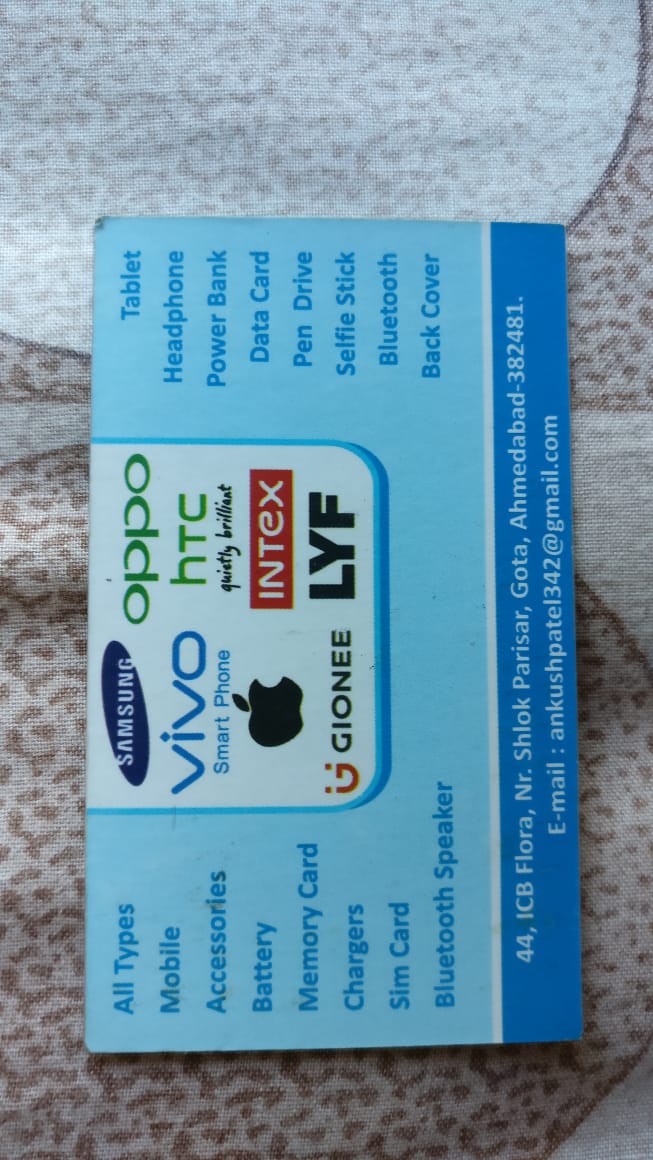 All Types
Mobile
Accessories
Battery
Memory Card
Chargers
Sim Card
Bluetooth Speaker
SAMSUNG
oppo
vivo
Smart Phone
hTC
quietly brilliant
INTeX
GIONEE
LYF
Tablet
Headphone
Power Bank
Data Card
Pen Drive
Selfie Stick
Bluetooth
Back Cover
44, ICB Flora, Nr. Shlok Parisar, Gota, Ahmedabad-382481.
E-mail : ankushpatel342@gmail.com